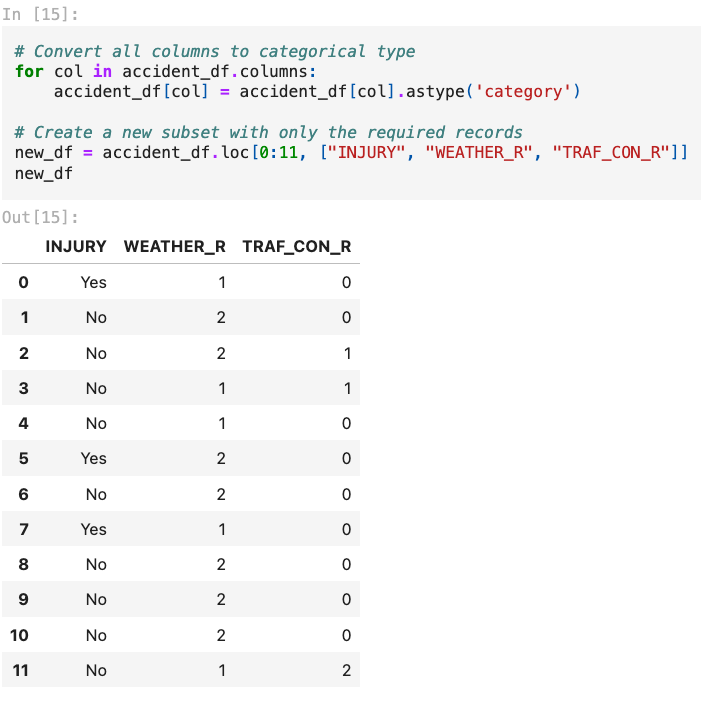 In [15]:
# Convert all columns to categorical type
for col in accident_df.columns:
    accident_df[col] = accident_df[col].astype('category')
# Create a new subset with only the required records
new_df = accident_df.loc[0:11, ["INJURY", "WEATHER_R", "TRAF_CON_R"]]
new_df
Out[15]:
INJURY WEATHER_R TRAF_CON_R
0 Yes 1 0
1 No 2 0
2 No 2 1
3 No 1 1
4 No 1 0
5 Yes 2 0
6 No 2 0
7 Yes 1 0
8 No 2 0
9 No 2 0
10 No 2 0
11 No 1 2